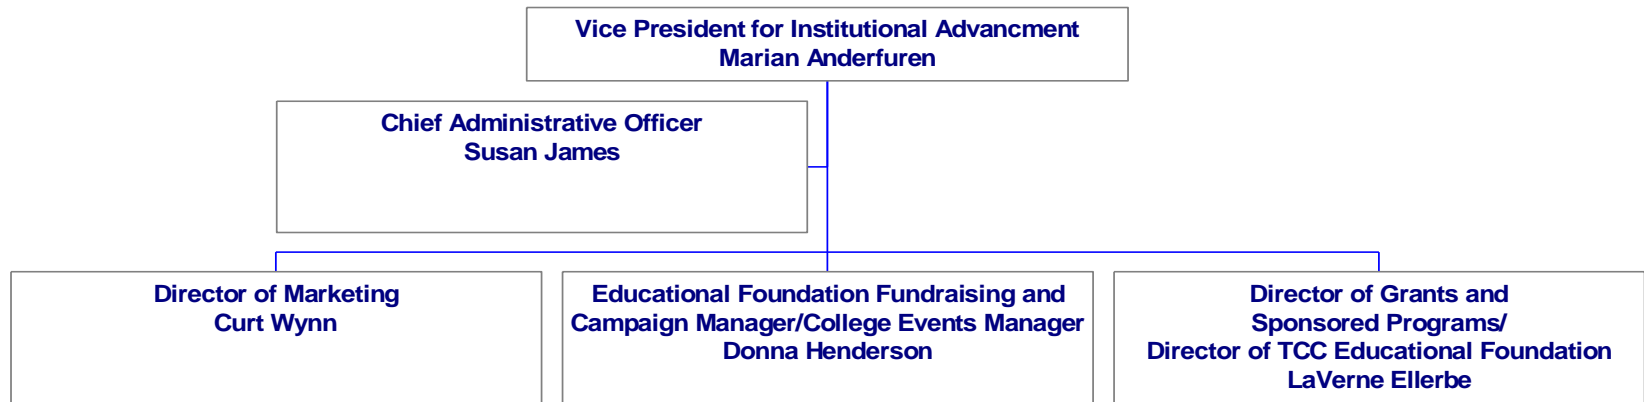 Vice President for Institutional Advancment
Marian Anderfuren
Chief Administrative Officer
Susan James
Director of Marketing
Curt Wynn
Educational Foundation Fundraising and
Campaign Manager/College Events Manager
Donna Henderson
Director of Grants and
Sponsored Programs/
Director of TCC Educational Foundation
LaVerne Ellerbe